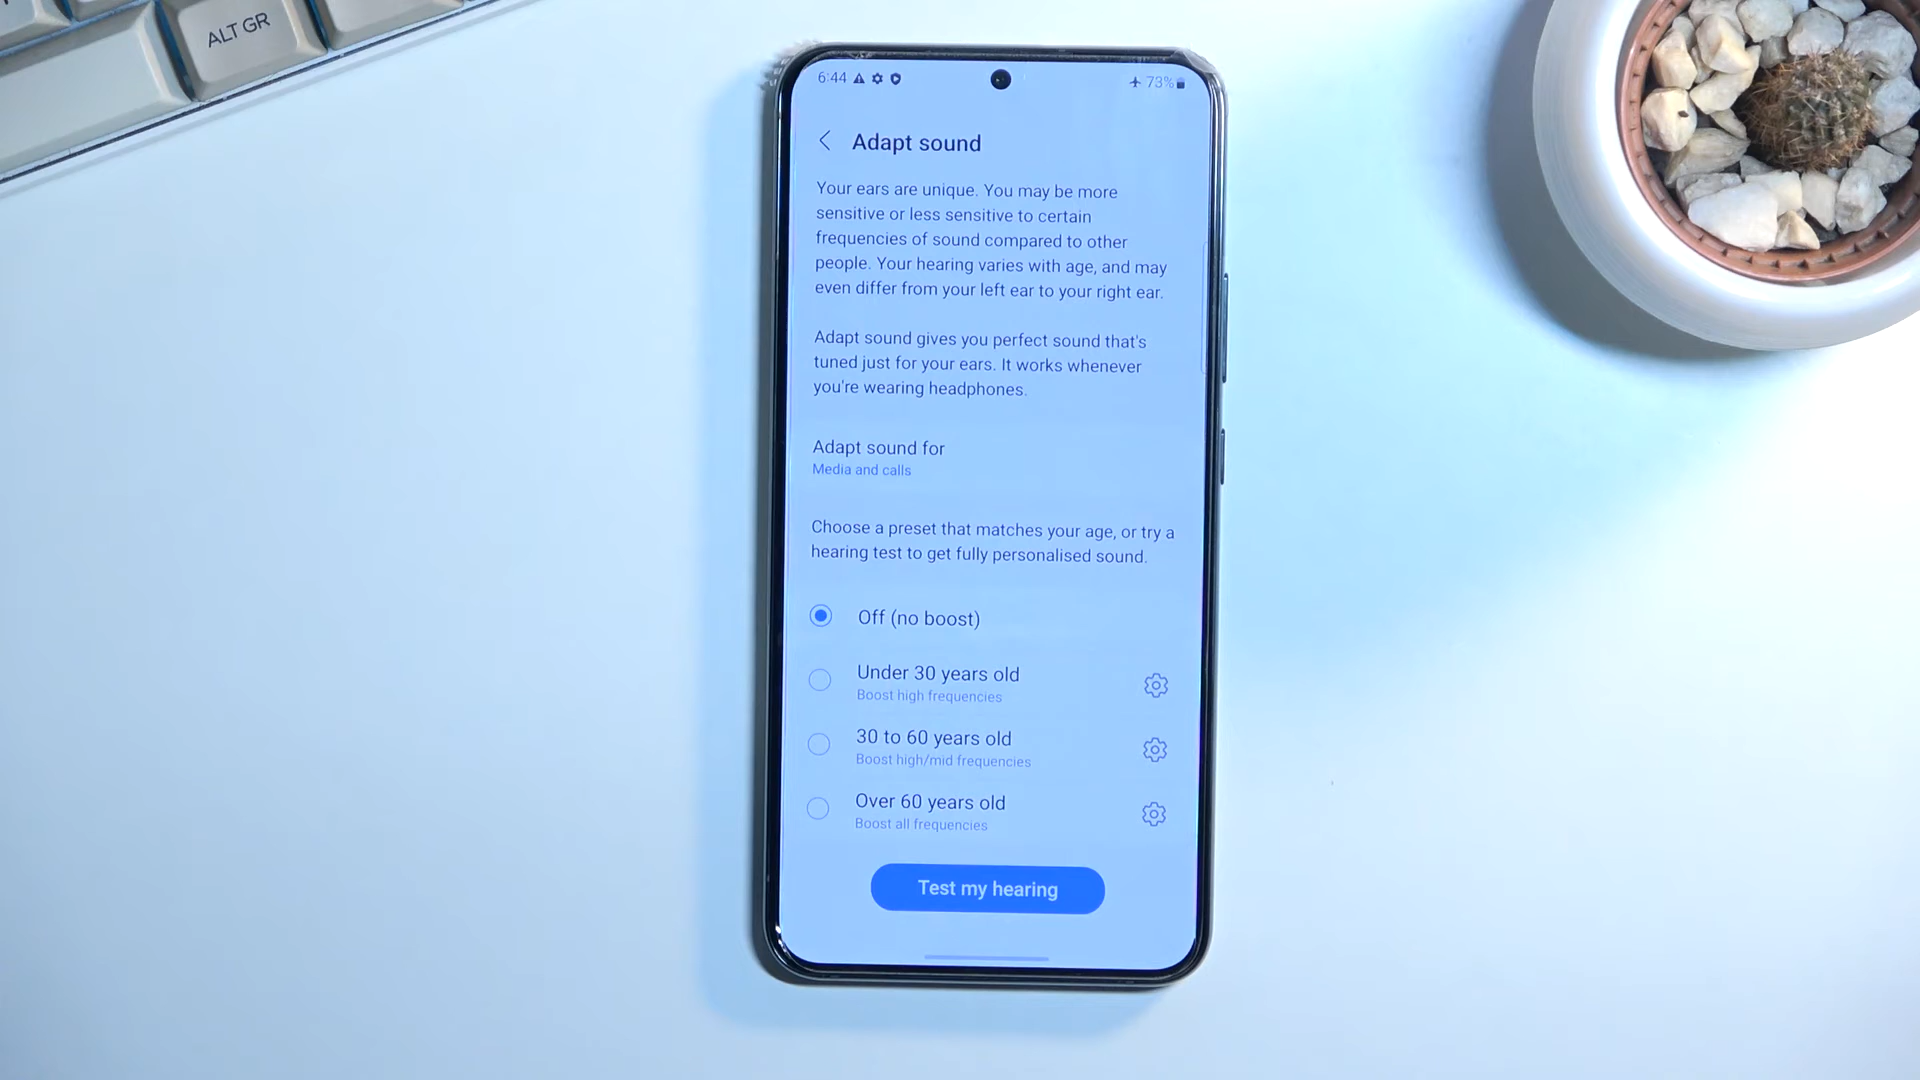 ALT GR
6:44
73%
Adapt sound
Your ears are unique. You may be more
sensitive or less sensitive to certain
frequencies of sound compared to other
people. Your hearing varies with age, and may
even differ from your left ear to your right ear.
Adapt sound gives you perfect sound that's
tuned just for your ears. It works whenever
you're wearing headphones.
Adapt sound for
Media and calls
Choose a preset that matches your age, or try a
hearing test to get fully personalised sound.
Off (no boost)
Under 30 years old
Boost high frequencies
30 to 60 years old
Boost high/mid frequencies
Over 60 years old
Boost all frequencies
Test my hearing